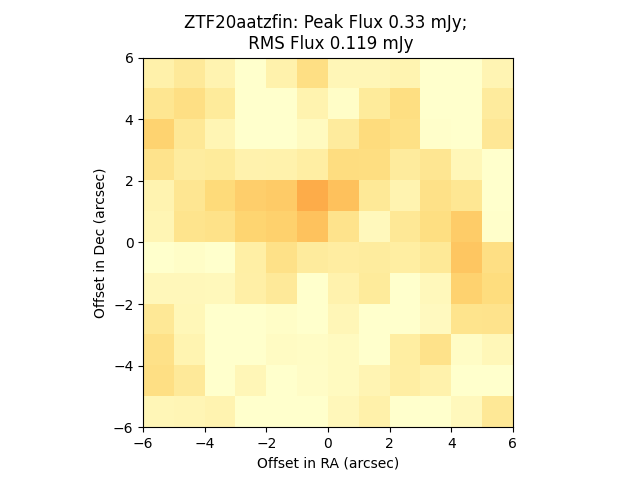 ZTF20aatzfin: Peak Flux 0.33 mJy;
RMS Flux 0.119 mJy
6
4
2
0
−2
−4
−6
Offset in Dec (arcsec)
−6 −4 −2 0 2 4 6
Offset in RA (arcsec)